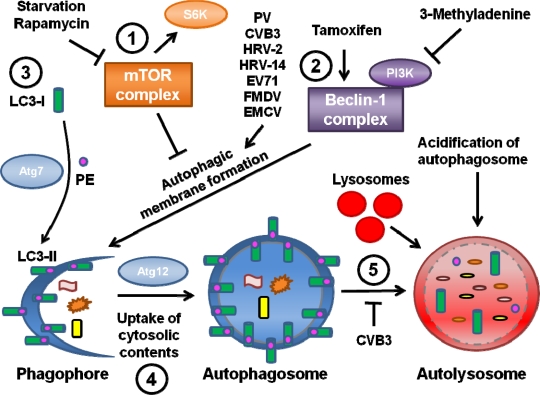 Starvation
Rapamycin
S6K
1
mTOR
complex
PV
CVB3
HRV-2
HRV-14
EV71
FMDV
EMCV
Tamoxifen
2
PI3K
Beclin-1
complex
3-Methyladenine
3
LC3-I
Atg7
PE
Autophagic
membrane formation
Acidification of
autophagosome
Lysosomes
LC3-II
Atg12
5
Uptake of
cytosolic
contents
CVB3
Phagophore
4
Autophagosome
Autolysosome